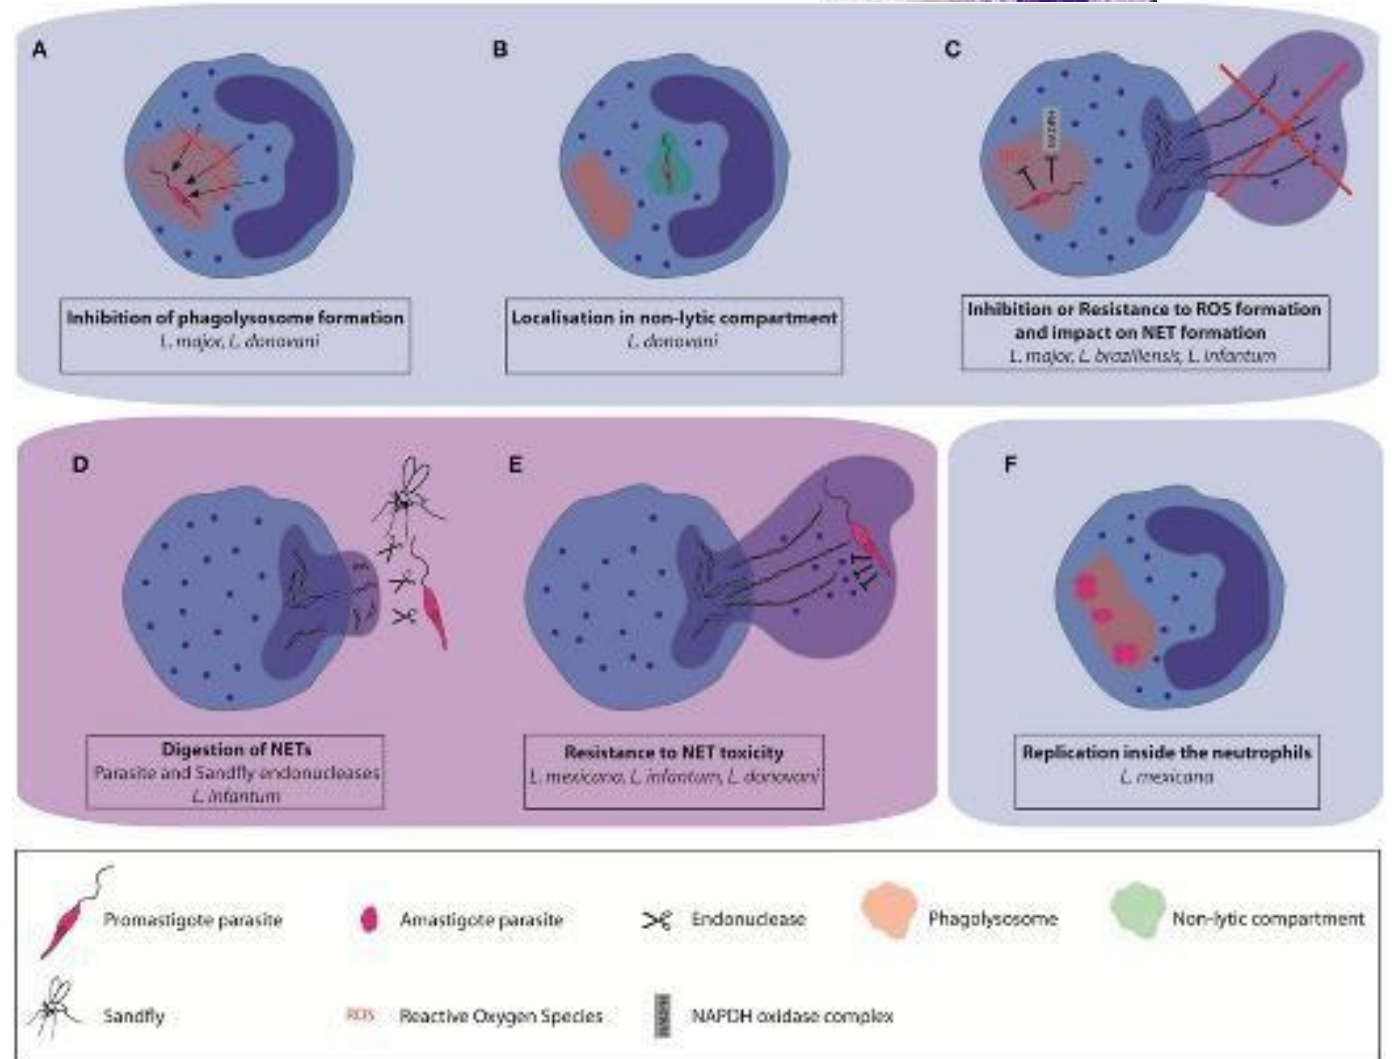 A
B
C
Inhibition of phagolysosome formation
L. major, L. donovani
Localisation in non-lytic compartment
L. donovani
ROS
Inhibition or Resistance to ROS formation
and impact on NET formation
L. major, L. braziliensis, L. infantum
D
E
F
Digestion of NETs
Parasite and Sandfly endonucleases
L. infantum
Resistance to NET toxicity
L. mexicana, L. infantum, L. donovani
Replication inside the neutrophils
L. mexicana
Promastigote parasite
Amastigote parasite
Endonuclease
Phagolysosome
Non-lytic compartment
Sandfly
ROS Reactive Oxygen Species
NAPDH oxidase complex